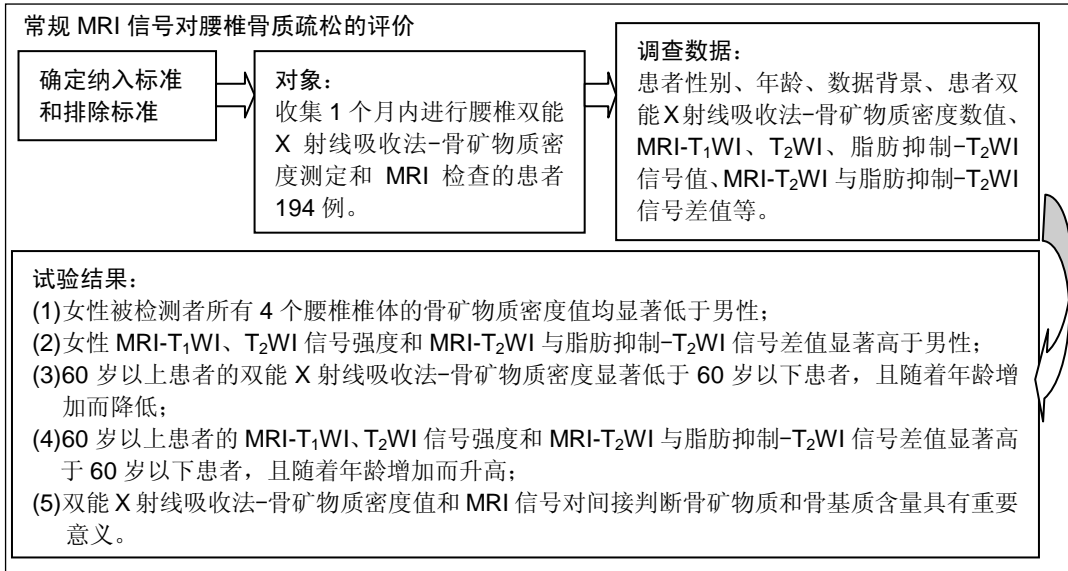 常规 MRI 信号对腰椎骨质疏松的评价
确定纳入标准
和排除标准
对象：
收集 1 个月内进行腰椎双能
X 射线吸收法−骨矿物质密
度测定和 MRI 检查的患者
194 例。
调查数据：
患者性别、年龄、数据背景、患者双
能 X 射线吸收法−骨矿物质密度数值、
MRI-T₁WI、T₂WI、脂肪抑制−T₂WI
信号值、MRI-T₂WI 与脂肪抑制−T₂WI
信号差值等。
试验结果：
(1)女性被检测者所有 4 个腰椎椎体的骨矿物质密度值均显著低于男性；
(2)女性 MRI-T₁WI、T₂WI 信号强度和 MRI-T₂WI 与脂肪抑制−T₂WI 信号差值显著高于男性；
(3)60 岁以上患者的双能 X 射线吸收法−骨矿物质密度显著低于 60 岁以下患者，且随着年龄增
加而降低；
(4)60 岁以上患者的 MRI-T₁WI、T₂WI 信号强度和 MRI-T₂WI 与脂肪抑制−T₂WI 信号差值显著高
于 60 岁以下患者，且随着年龄增加而升高；
(5)双能 X 射线吸收法−骨矿物质密度值和 MRI 信号对间接判断骨矿物质和骨基质含量具有重要
意义。